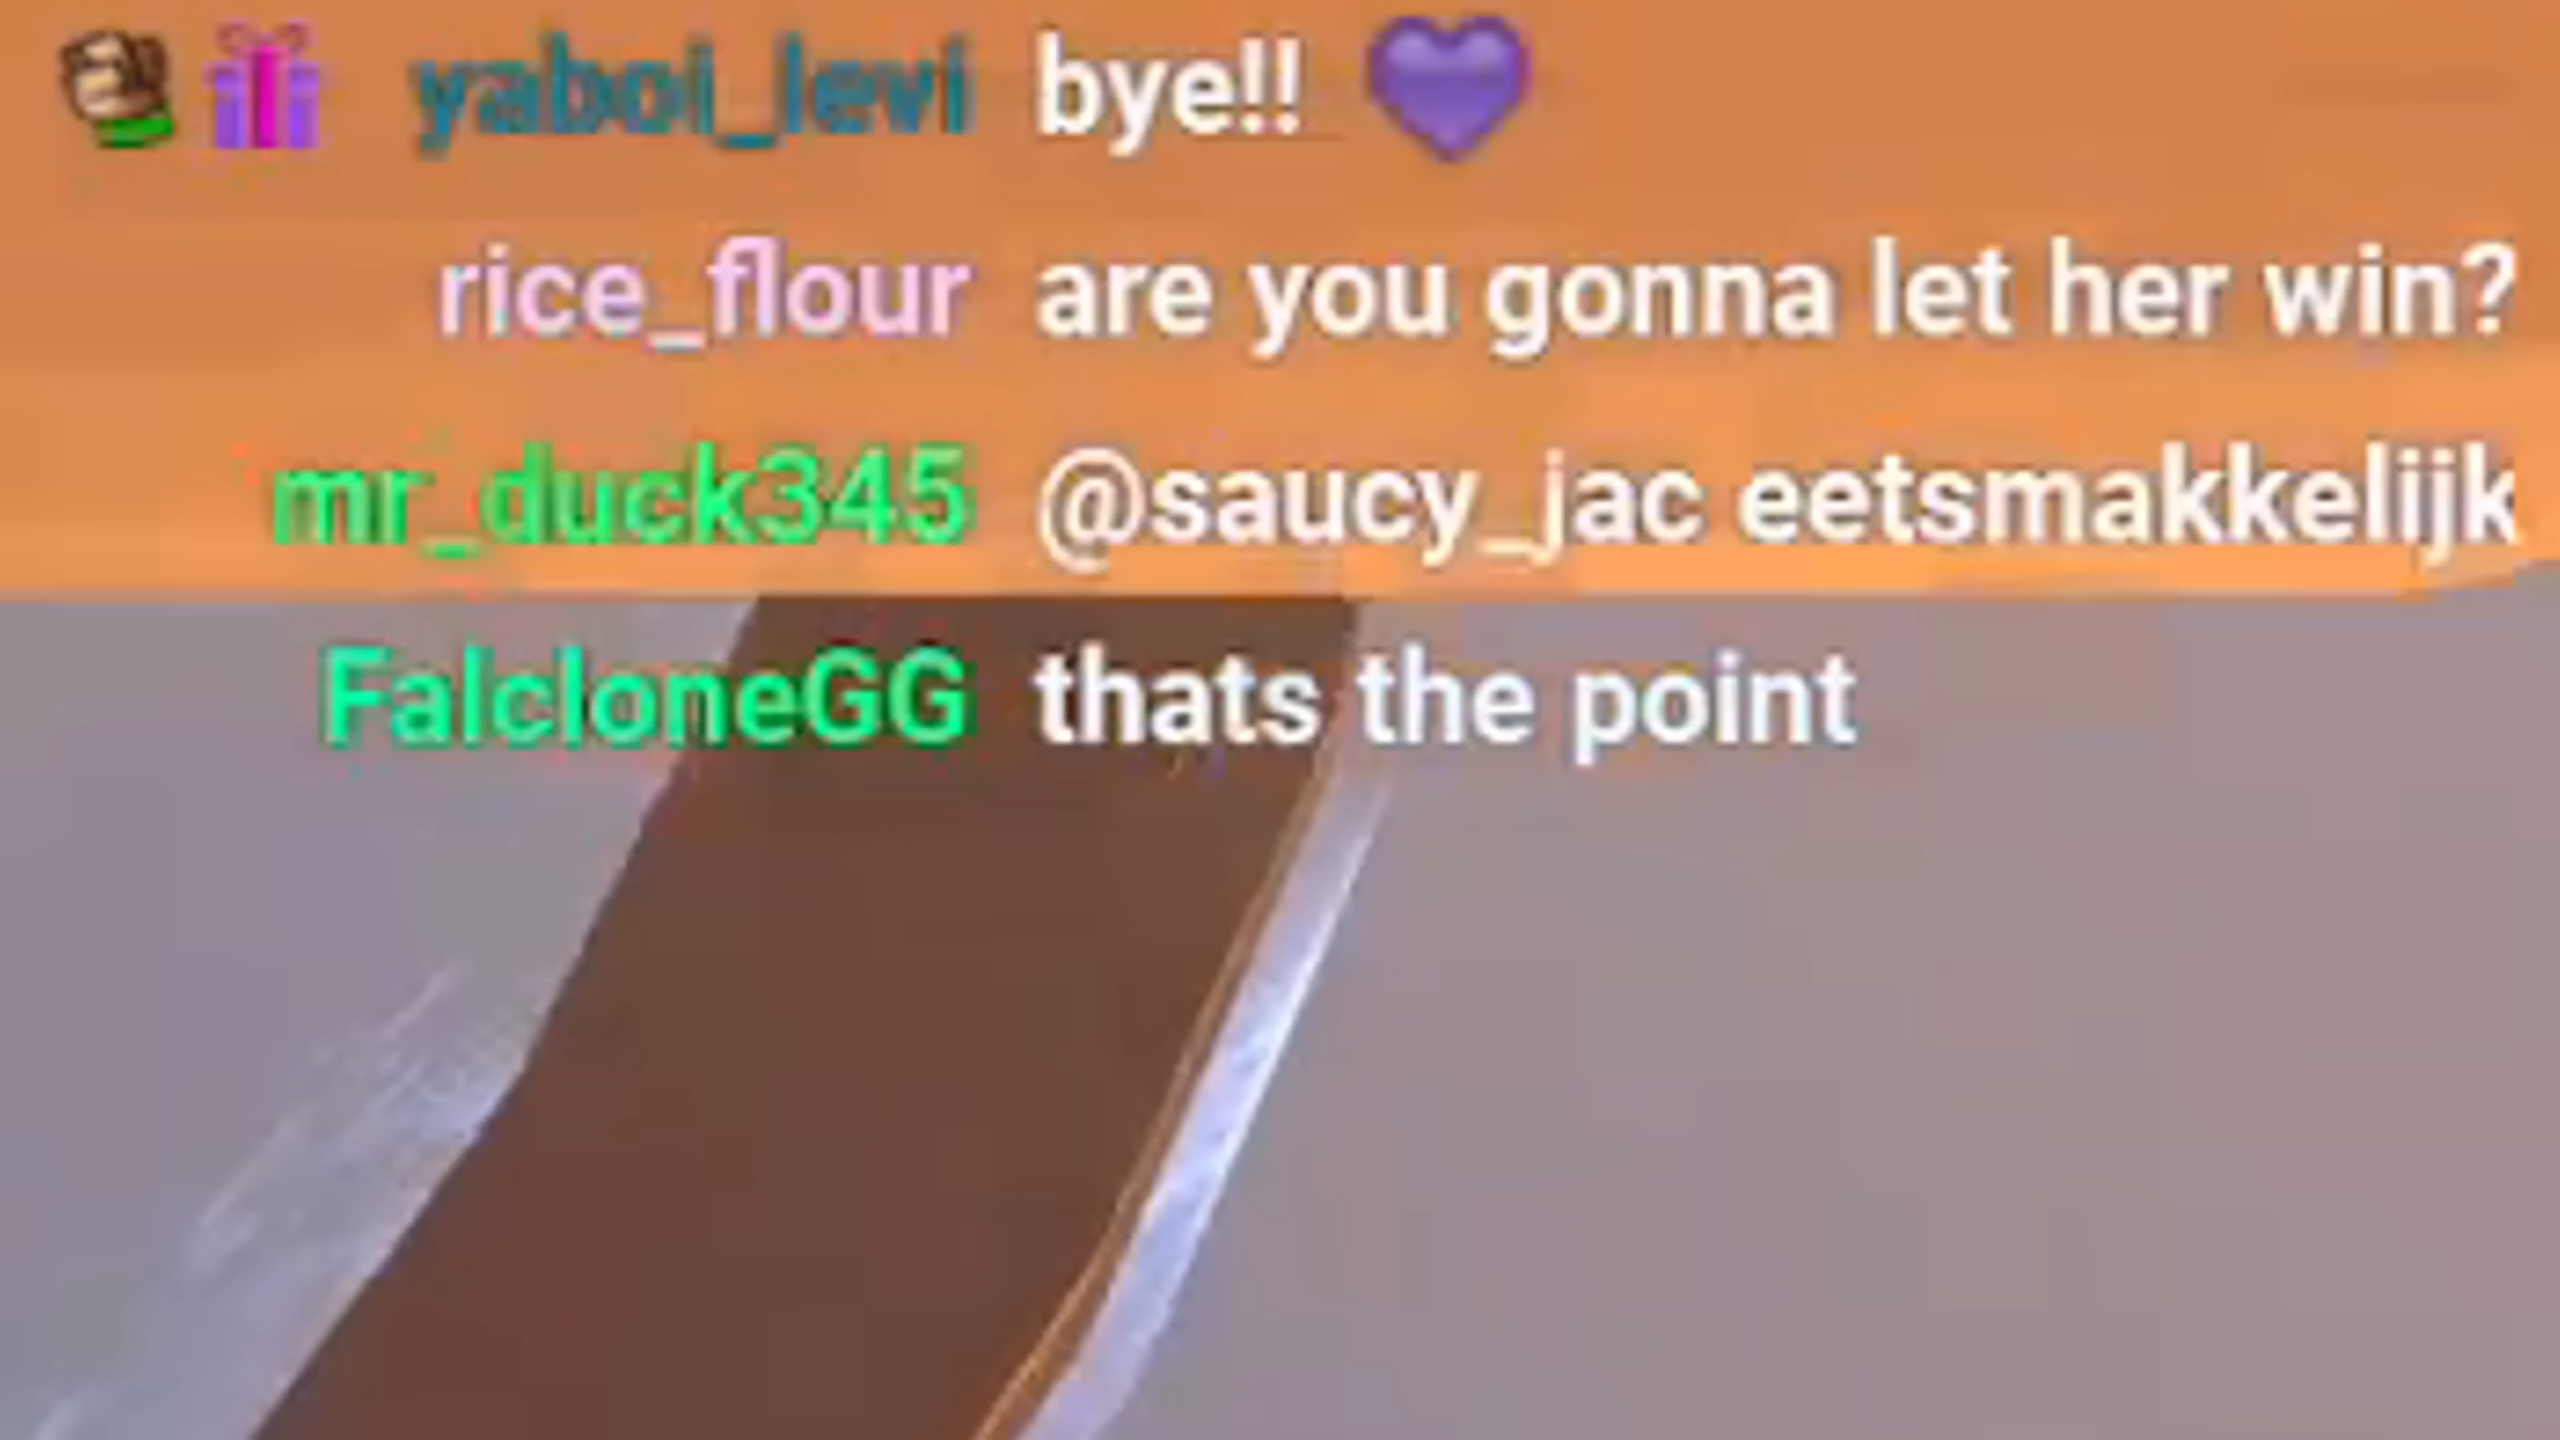 yaboi_levi bye!! 💜
rice_flour are you gonna let her win?
mr_duck345 @saucy_jac eetsmakkelijk
FalcloneGG thats the point